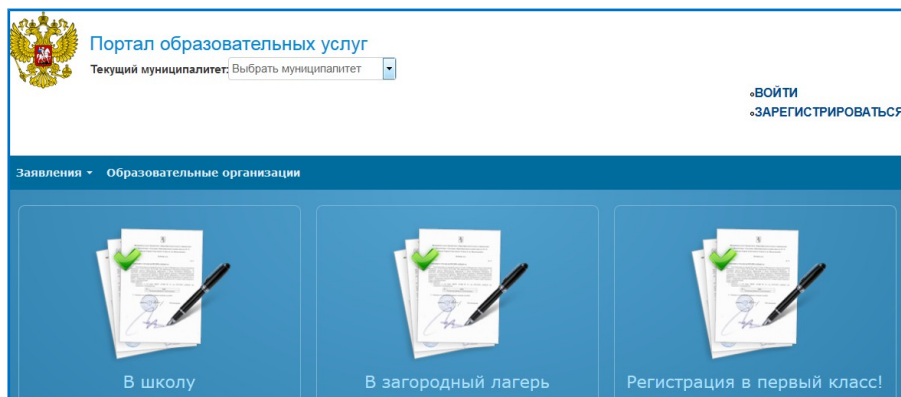 Портал образовательных услуг
Текущий муниципалитет: Выбрать муниципалитет
ВОЙТИ
ЗАРЕГИСТРИРОВАТЬСЯ
Заявления Образовательные организации
В школу В загородный лагерь Регистрация в первый класс!